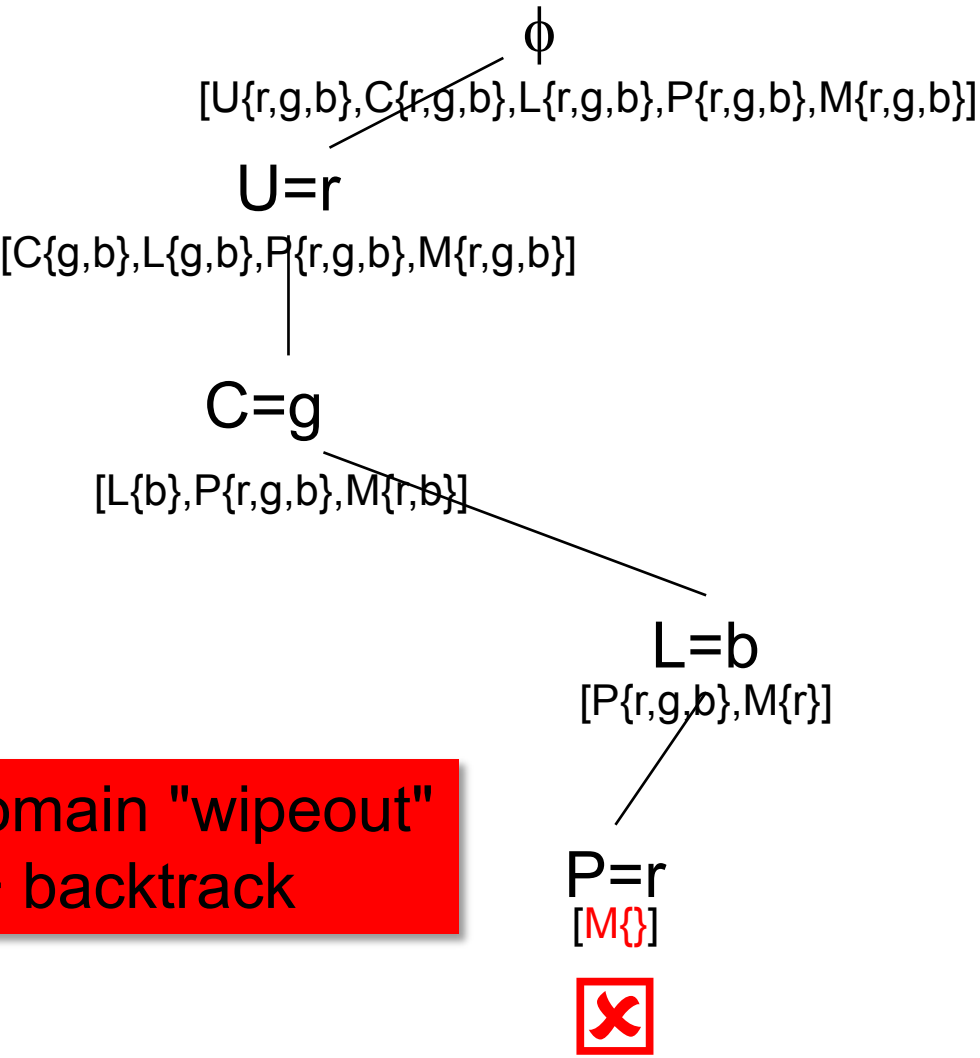 ϕ
[U{r,g,b},C{r,g,b},L{r,g,b},P{r,g,b},M{r,g,b}]
U=r
[C{g,b},L{g,b},P{r,g,b},M{r,g,b}]
C=g
[L{b},P{r,g,b},M{r,b}]
L=b
[P{r,g,b},M{r}]
omain "wipeout"
backtrack
P=r
[M{}]